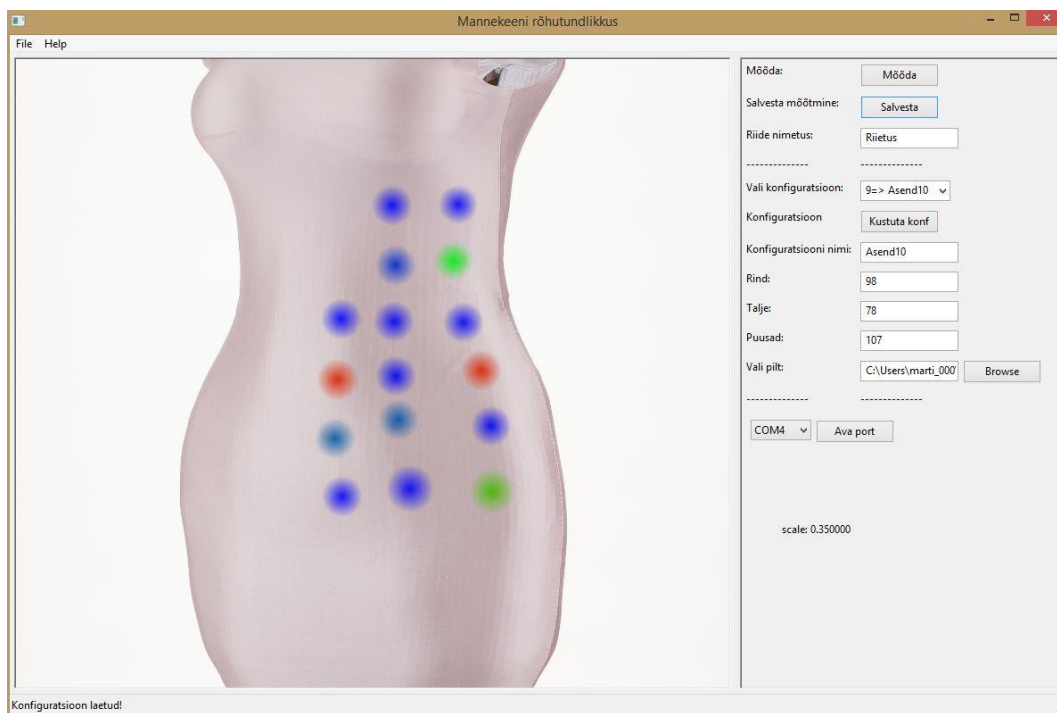 Mannekeeni rõhutundlikkus
File Help
Mõõda: Mõõda
Salvesta mõõtmine: Salvesta
Riide nimetus: Riietus
-------------- --------------
Vali konfiguratsioon: 9=> Asend10
Konfiguratsioon Kustuta konf
Konfiguratsiooni nimi: Asend10
Rind: 98
Talje: 78
Puusad: 107
Vali pilt: C:\Users\marti_000 Browse
-------------- --------------
COM4 Ava port
scale: 0.350000
Konfiguratsioon laetud!